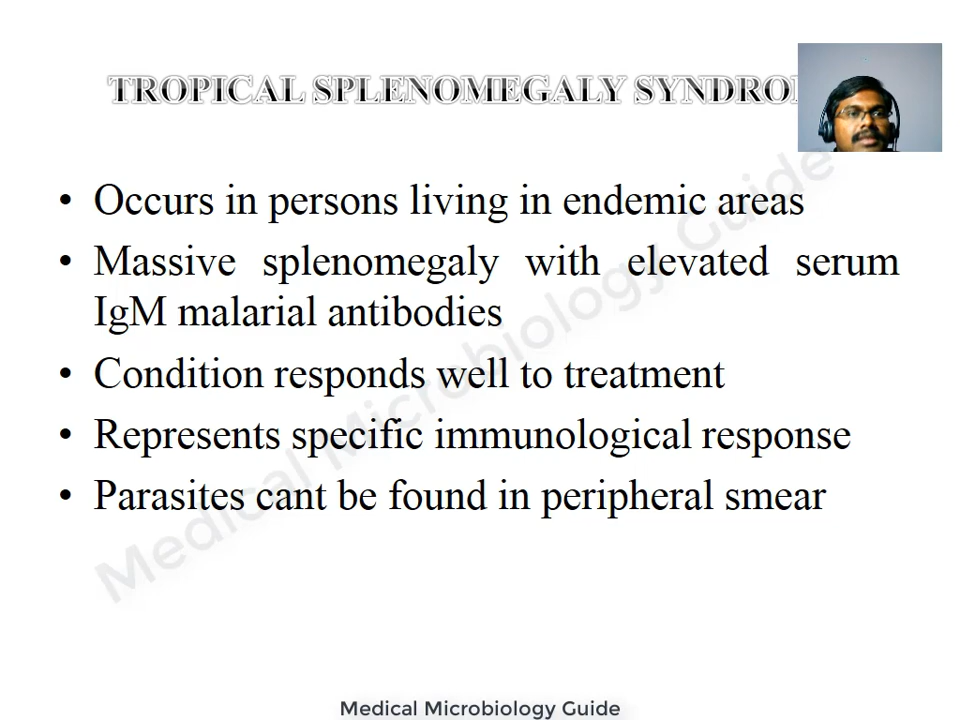 TROPICAL SPLENOMEGALY
• Occurs in persons living in endemic areas
• Massive splenomegaly with elevated serum
IgM malarial antibodies
• Condition responds well to treatment
• Represents specific immunological response
• Parasites cant be found in peripheral smear
Medical Microbiology Guide
Medical Microbiology Guide